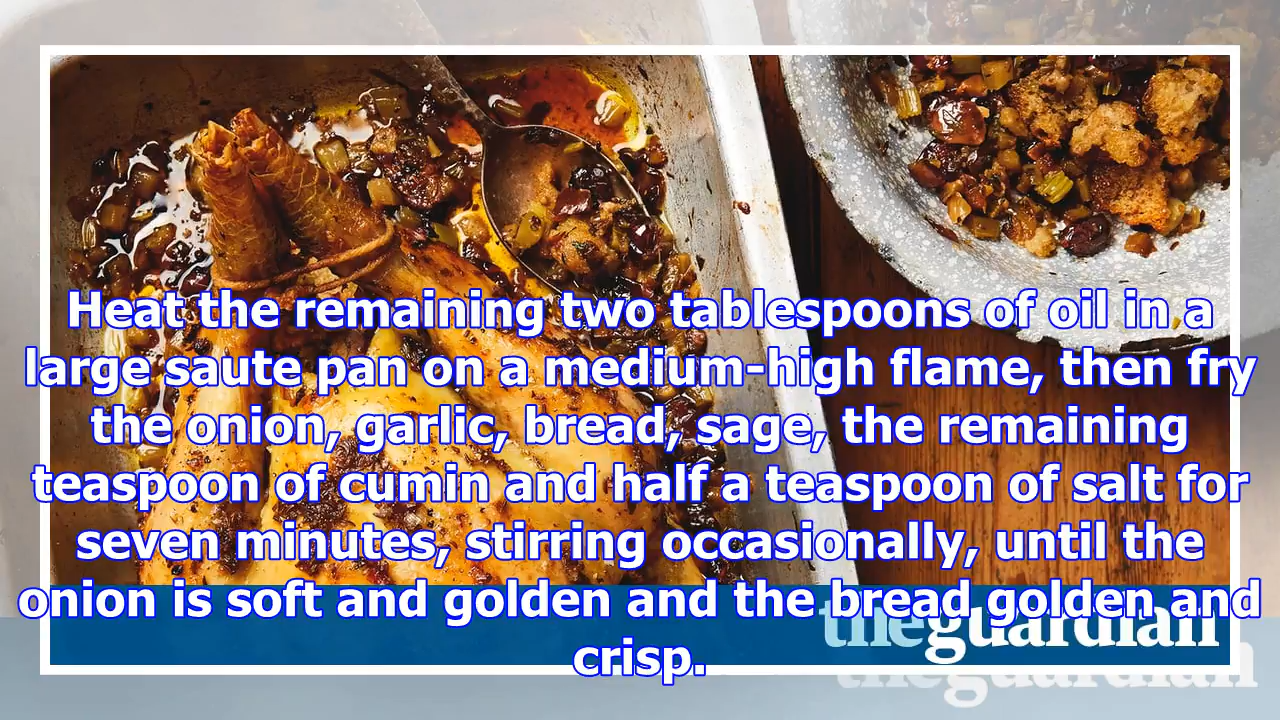 Heat the remaining two tablespoons of oil in a
large saute pan on a medium-high flame, then fry
the onion, garlic, bread, sage, the remaining
teaspoon of cumin and half a teaspoon of salt for
seven minutes, stirring occasionally, until the
onion is soft and golden and the bread golden and
crisp.
theguardian
theguardian